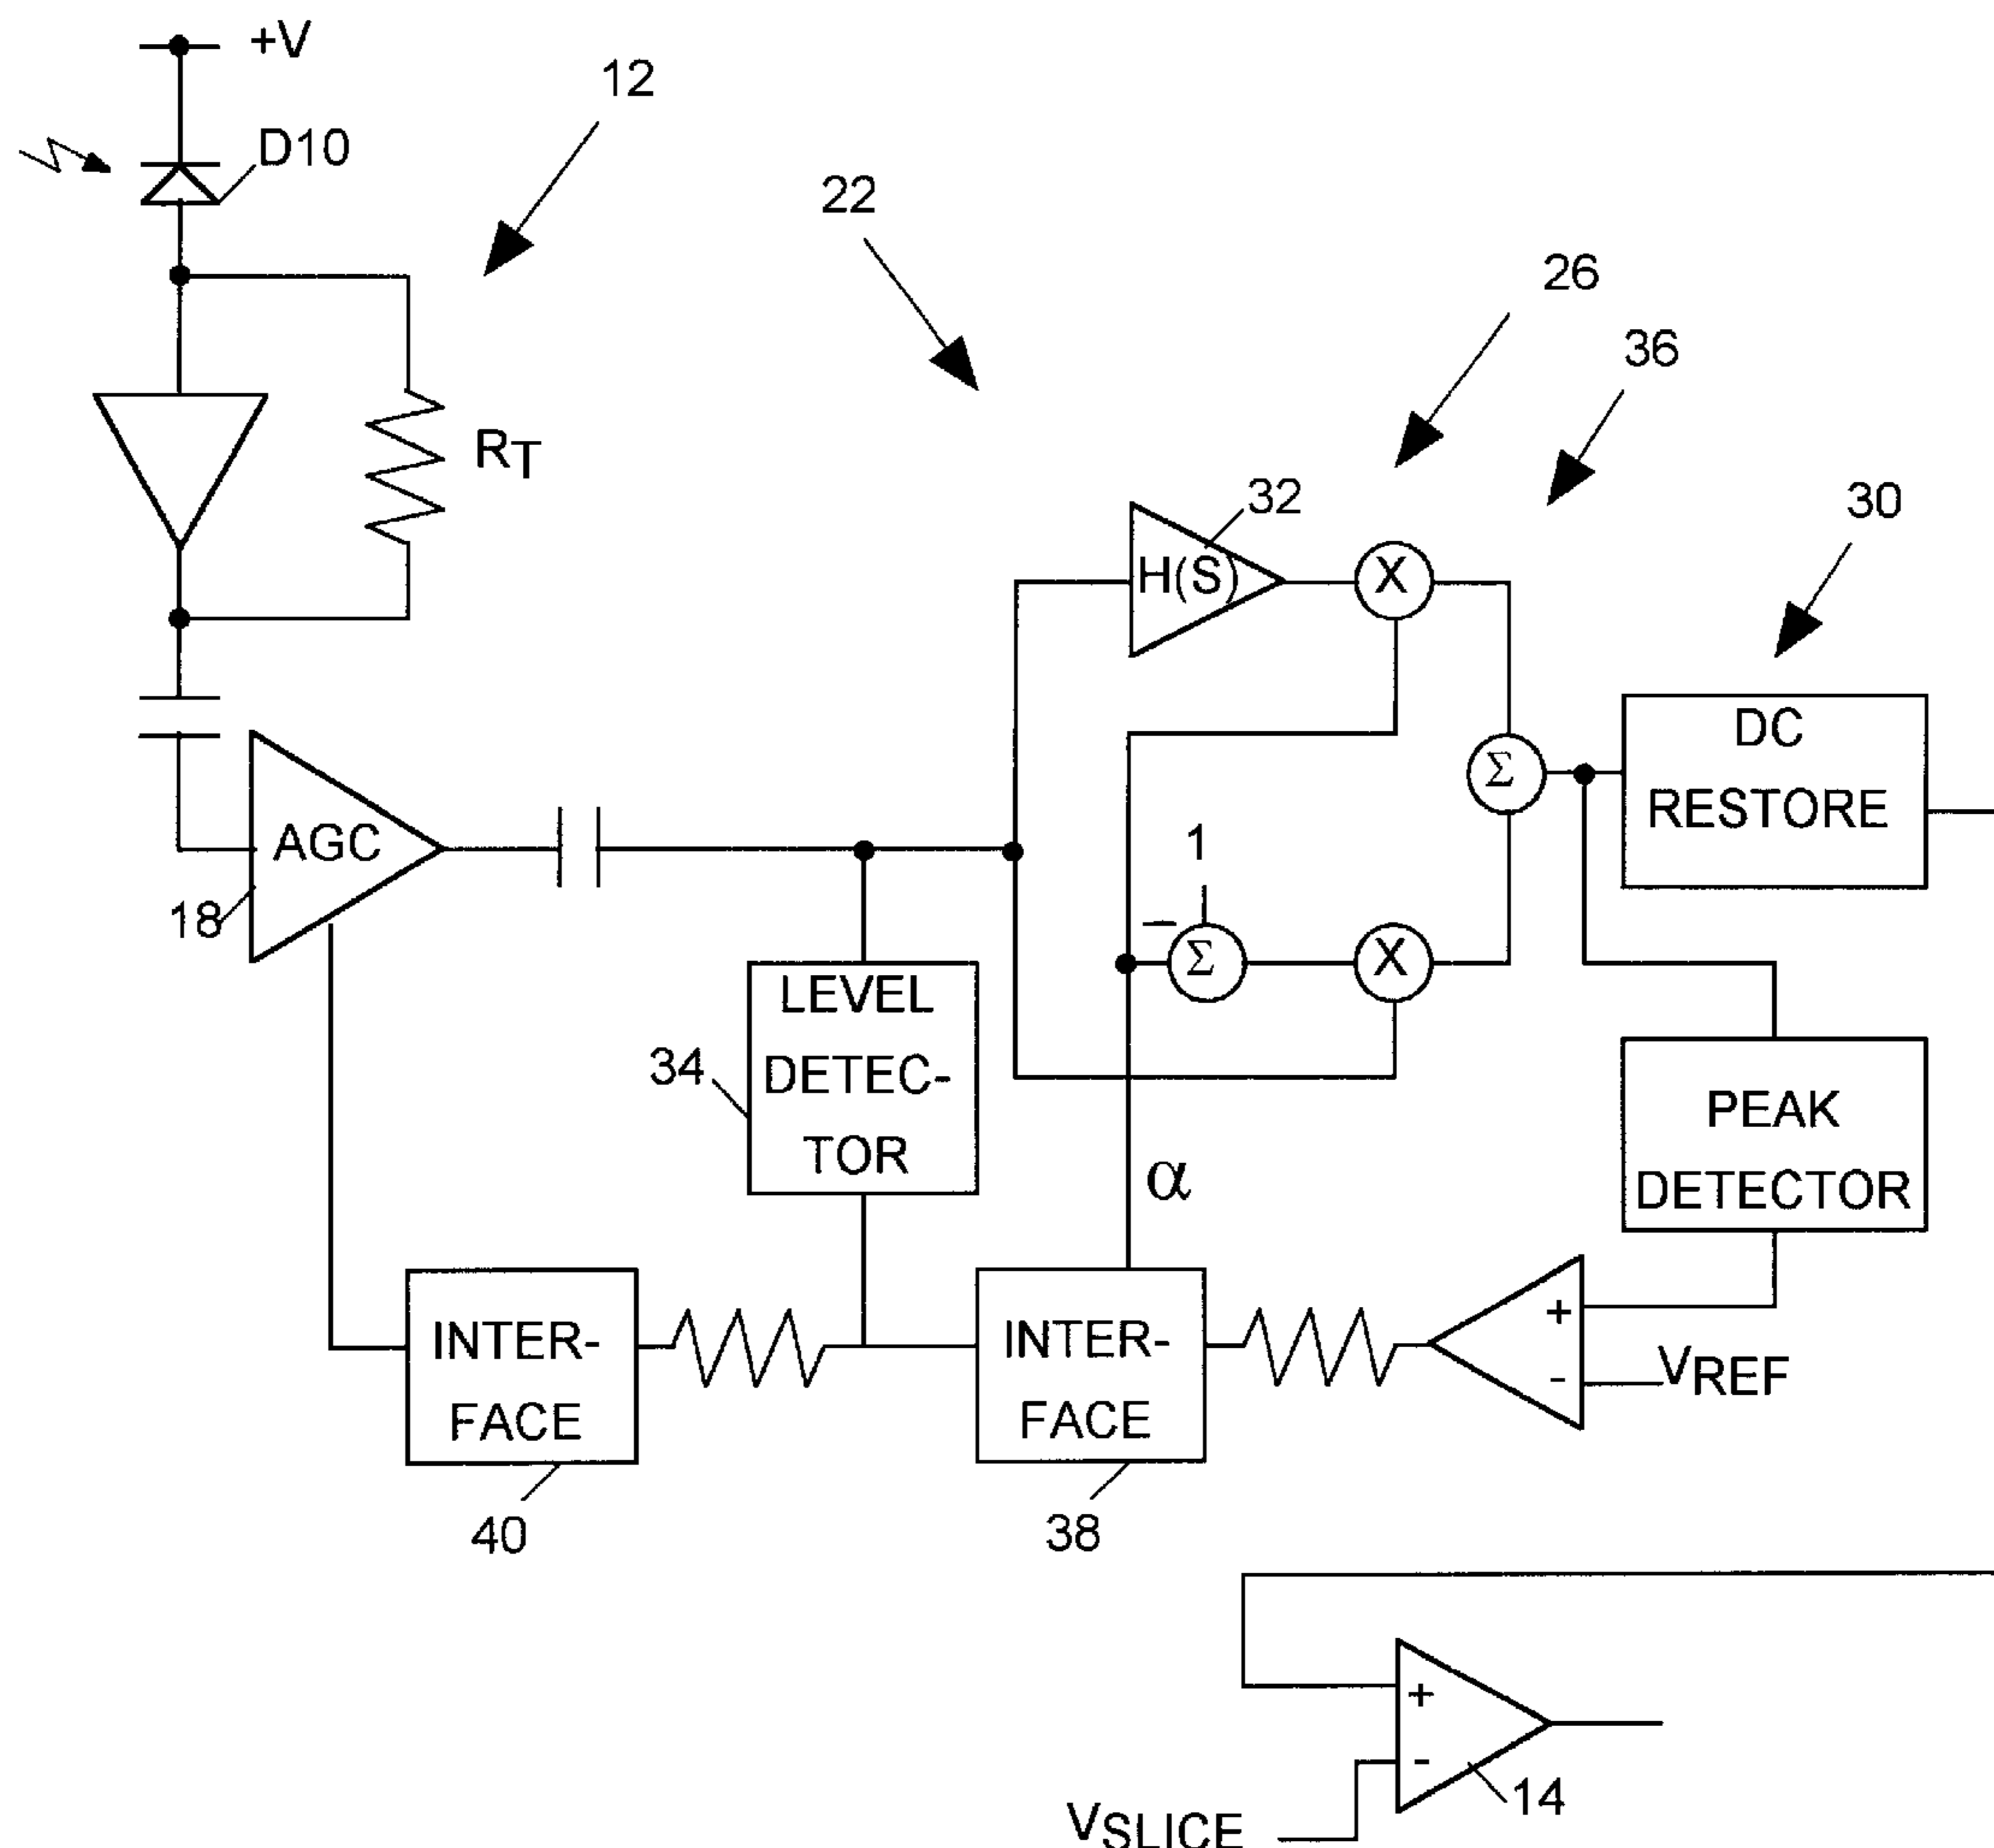 +V
12
D10
22
26
36
RT
32
30
H(S)
X
DC
RESTORE
Σ
AGC
1
18
−
Σ
X
LEVEL
DETEC-
TOR
34
PEAK
DETECTOR
α
INTER-
FACE
INTER-
FACE
+
-
VREF
40
38
+
-
14
VSLICE